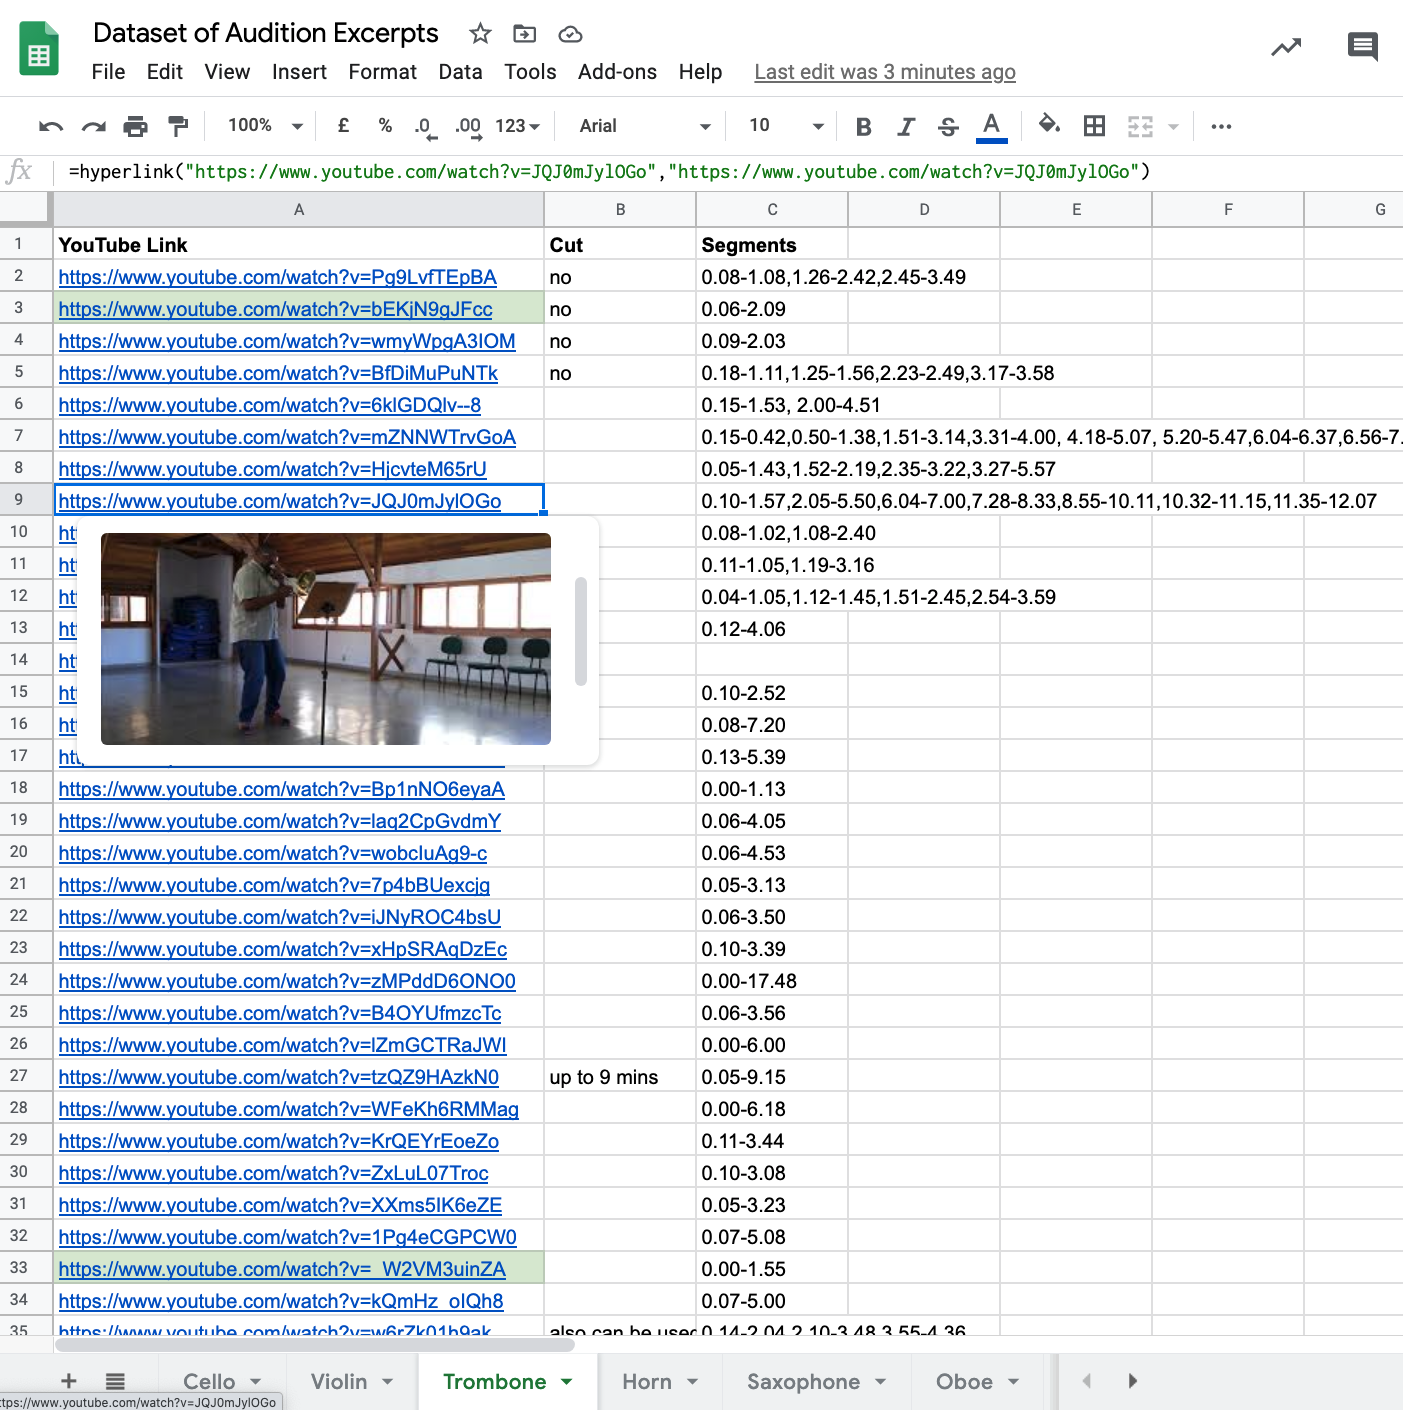 Dataset of Audition Excerpts
File Edit View Insert Format Data Tools Add-ons Help Last edit was 3 minutes ago
100% £ % .0 .00 123 Arial 10 B I S A
fx =hyperlink("https://www.youtube.com/watch?v=JQJ0mJylOGo","https://www.youtube.com/watch?v=JQJ0mJylOGo")
A B C D E F G
1 YouTube Link Cut Segments
2 https://www.youtube.com/watch?v=Pg9LvfTEpBA no 0.08-1.08,1.26-2.42,2.45-3.49
3 https://www.youtube.com/watch?v=bEKjN9gJFcc no 0.06-2.09
4 https://www.youtube.com/watch?v=wmyWpgA3IOM no 0.09-2.03
5 https://www.youtube.com/watch?v=BfDiMuPuNTk no 0.18-1.11,1.25-1.56,2.23-2.49,3.17-3.58
6 https://www.youtube.com/watch?v=6kIGDQlv--8 0.15-1.53, 2.00-4.51
7 https://www.youtube.com/watch?v=mZNNWTrvGoA 0.15-0.42,0.50-1.38,1.51-3.14,3.31-4.00, 4.18-5.07, 5.20-5.47,6.04-6.37,6.56-7.
8 https://www.youtube.com/watch?v=HjcvteM65rU 0.05-1.43,1.52-2.19,2.35-3.22,3.27-5.57
9 https://www.youtube.com/watch?v=JQJ0mJylOGo 0.10-1.57,2.05-5.50,6.04-7.00,7.28-8.33,8.55-10.11,10.32-11.15,11.35-12.07
10 ht 0.08-1.02,1.08-2.40
11 ht 0.11-1.05,1.19-3.16
12 ht 0.04-1.05,1.12-1.45,1.51-2.45,2.54-3.59
13 ht 0.12-4.06
14 ht
15 ht 0.10-2.52
16 ht 0.08-7.20
17 htt 0.13-5.39
18 https://www.youtube.com/watch?v=Bp1nNO6eyaA 0.00-1.13
19 https://www.youtube.com/watch?v=laq2CpGvdmY 0.06-4.05
20 https://www.youtube.com/watch?v=wobcIuAg9-c 0.06-4.53
21 https://www.youtube.com/watch?v=7p4bBUexcjg 0.05-3.13
22 https://www.youtube.com/watch?v=iJNyROC4bsU 0.06-3.50
23 https://www.youtube.com/watch?v=xHpSRAqDzEc 0.10-3.39
24 https://www.youtube.com/watch?v=zMPddD6ONO0 0.00-17.48
25 https://www.youtube.com/watch?v=B4OYUfmzcTc 0.06-3.56
26 https://www.youtube.com/watch?v=lZmGCTRaJWI 0.00-6.00
27 https://www.youtube.com/watch?v=tzQZ9HAzkN0 up to 9 mins 0.05-9.15
28 https://www.youtube.com/watch?v=WFeKh6RMMag 0.00-6.18
29 https://www.youtube.com/watch?v=KrQEYrEoeZo 0.11-3.44
30 https://www.youtube.com/watch?v=ZxLuL07Troc 0.10-3.08
31 https://www.youtube.com/watch?v=XXms5IK6eZE 0.05-3.23
32 https://www.youtube.com/watch?v=1Pg4eCGPCW0 0.07-5.08
33 https://www.youtube.com/watch?v=_W2VM3uinZA 0.00-1.55
34 https://www.youtube.com/watch?v=kQmHz_oIQh8 0.07-5.00
35 https://www.youtube.com/watch?v=w6rZk01h9ak also can be used 0.14-2.04,2.10-3.48,3.55-4.36
Cello Violin Trombone Horn Saxophone Oboe
ttps://www.youtube.com/watch?v=JQJ0mJylOGo